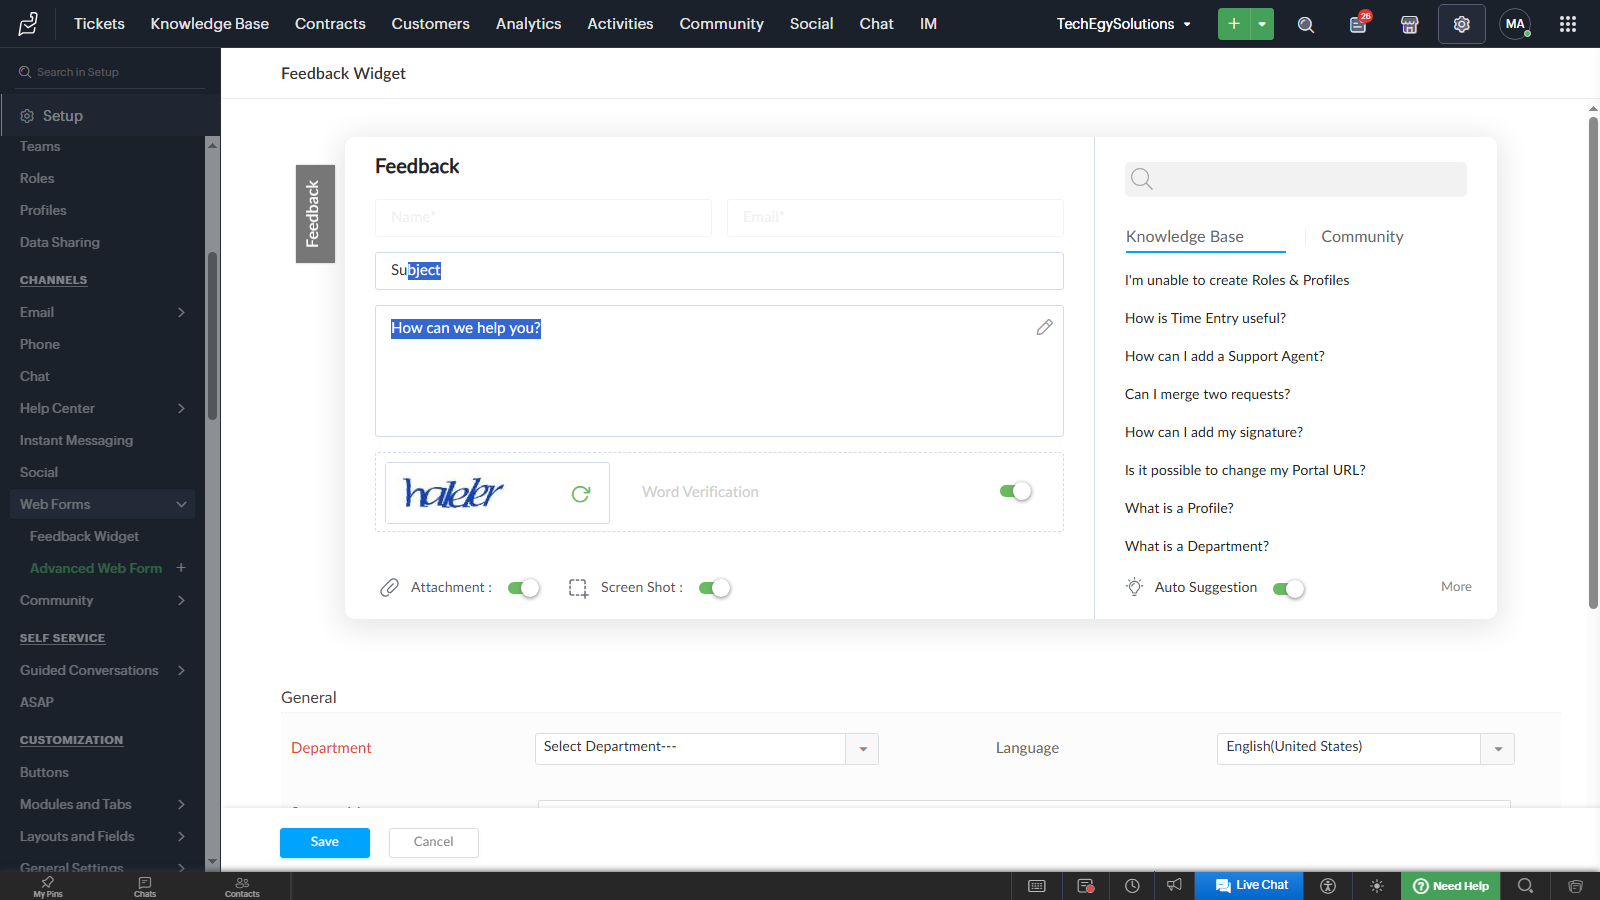 Tickets Knowledge Base Contracts Customers Analytics Activities Community Social Chat IM TechEgySolutions 26 MA
Search in Setup
Setup
Teams
Roles
Profiles
Data Sharing
CHANNELS
Email
Phone
Chat
Help Center
Instant Messaging
Social
Web Forms
Feedback Widget
Advanced Web Form +
Community
SELF SERVICE
Guided Conversations
ASAP
CUSTOMIZATION
Buttons
Modules and Tabs
Layouts and Fields
General Settings
Feedback Widget
Feedback
Feedback
Name* Email*
Subject
How can we help you?
haleler
Word Verification
Attachment : Screen Shot :
Knowledge Base Community
I'm unable to create Roles & Profiles
How is Time Entry useful?
How can I add a Support Agent?
Can I merge two requests?
How can I add my signature?
Is it possible to change my Portal URL?
What is a Profile?
What is a Department?
Auto Suggestion More
General
Department Select Department--- Language English(United States)
Save Cancel
My Pins Chats Contacts Live Chat Need Help